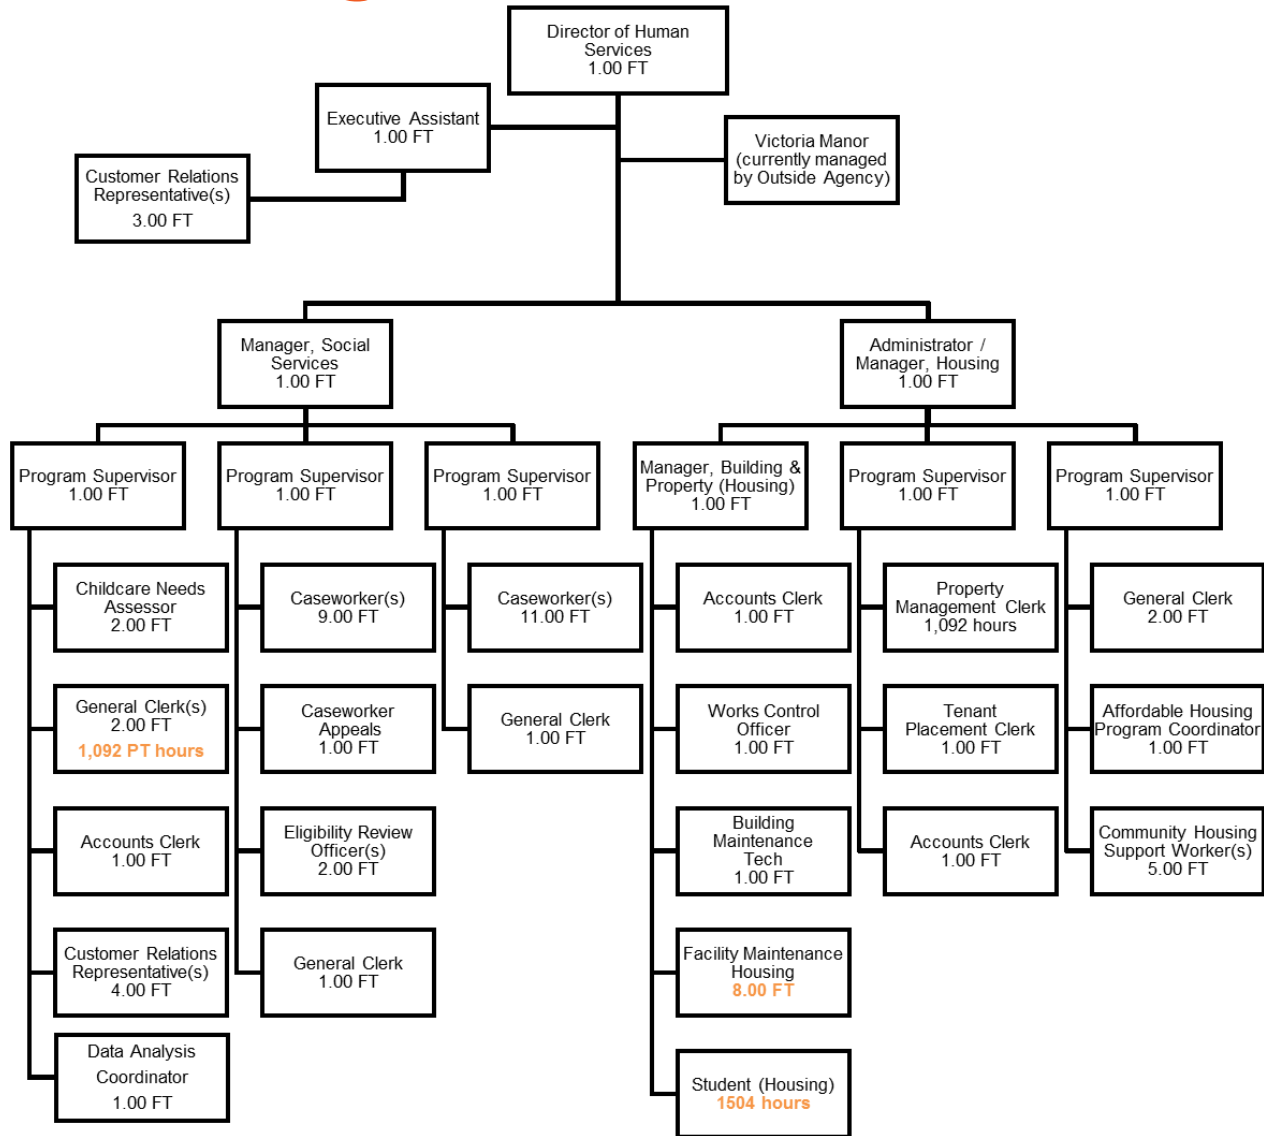 Director of Human
Services
1.00 FT
Executive Assistant
1.00 FT
Victoria Manor
(currently managed
by Outside Agency)
Customer Relations
Representative(s)
3.00 FT
Manager, Social
Services
1.00 FT
Administrator /
Manager, Housing
1.00 FT
Program Supervisor
1.00 FT
Program Supervisor
1.00 FT
Program Supervisor
1.00 FT
Manager, Building &
Property (Housing)
1.00 FT
Program Supervisor
1.00 FT
Program Supervisor
1.00 FT
Childcare Needs
Assessor
2.00 FT
General Clerk(s)
2.00 FT
1,092 PT hours
Accounts Clerk
1.00 FT
Customer Relations
Representative(s)
4.00 FT
Data Analysis
Coordinator
1.00 FT
Caseworker(s)
9.00 FT
Caseworker
Appeals
1.00 FT
Eligibility Review
Officer(s)
2.00 FT
General Clerk
1.00 FT
Caseworker(s)
11.00 FT
General Clerk
1.00 FT
Accounts Clerk
1.00 FT
Works Control
Officer
1.00 FT
Building
Maintenance
Tech
1.00 FT
Facility Maintenance
Housing
8.00 FT
Student (Housing)
1504 hours
Property
Management Clerk
1,092 hours
Tenant
Placement Clerk
1.00 FT
Accounts Clerk
1.00 FT
General Clerk
2.00 FT
Affordable Housing
Program Coordinator
1.00 FT
Community Housing
Support Worker(s)
5.00 FT